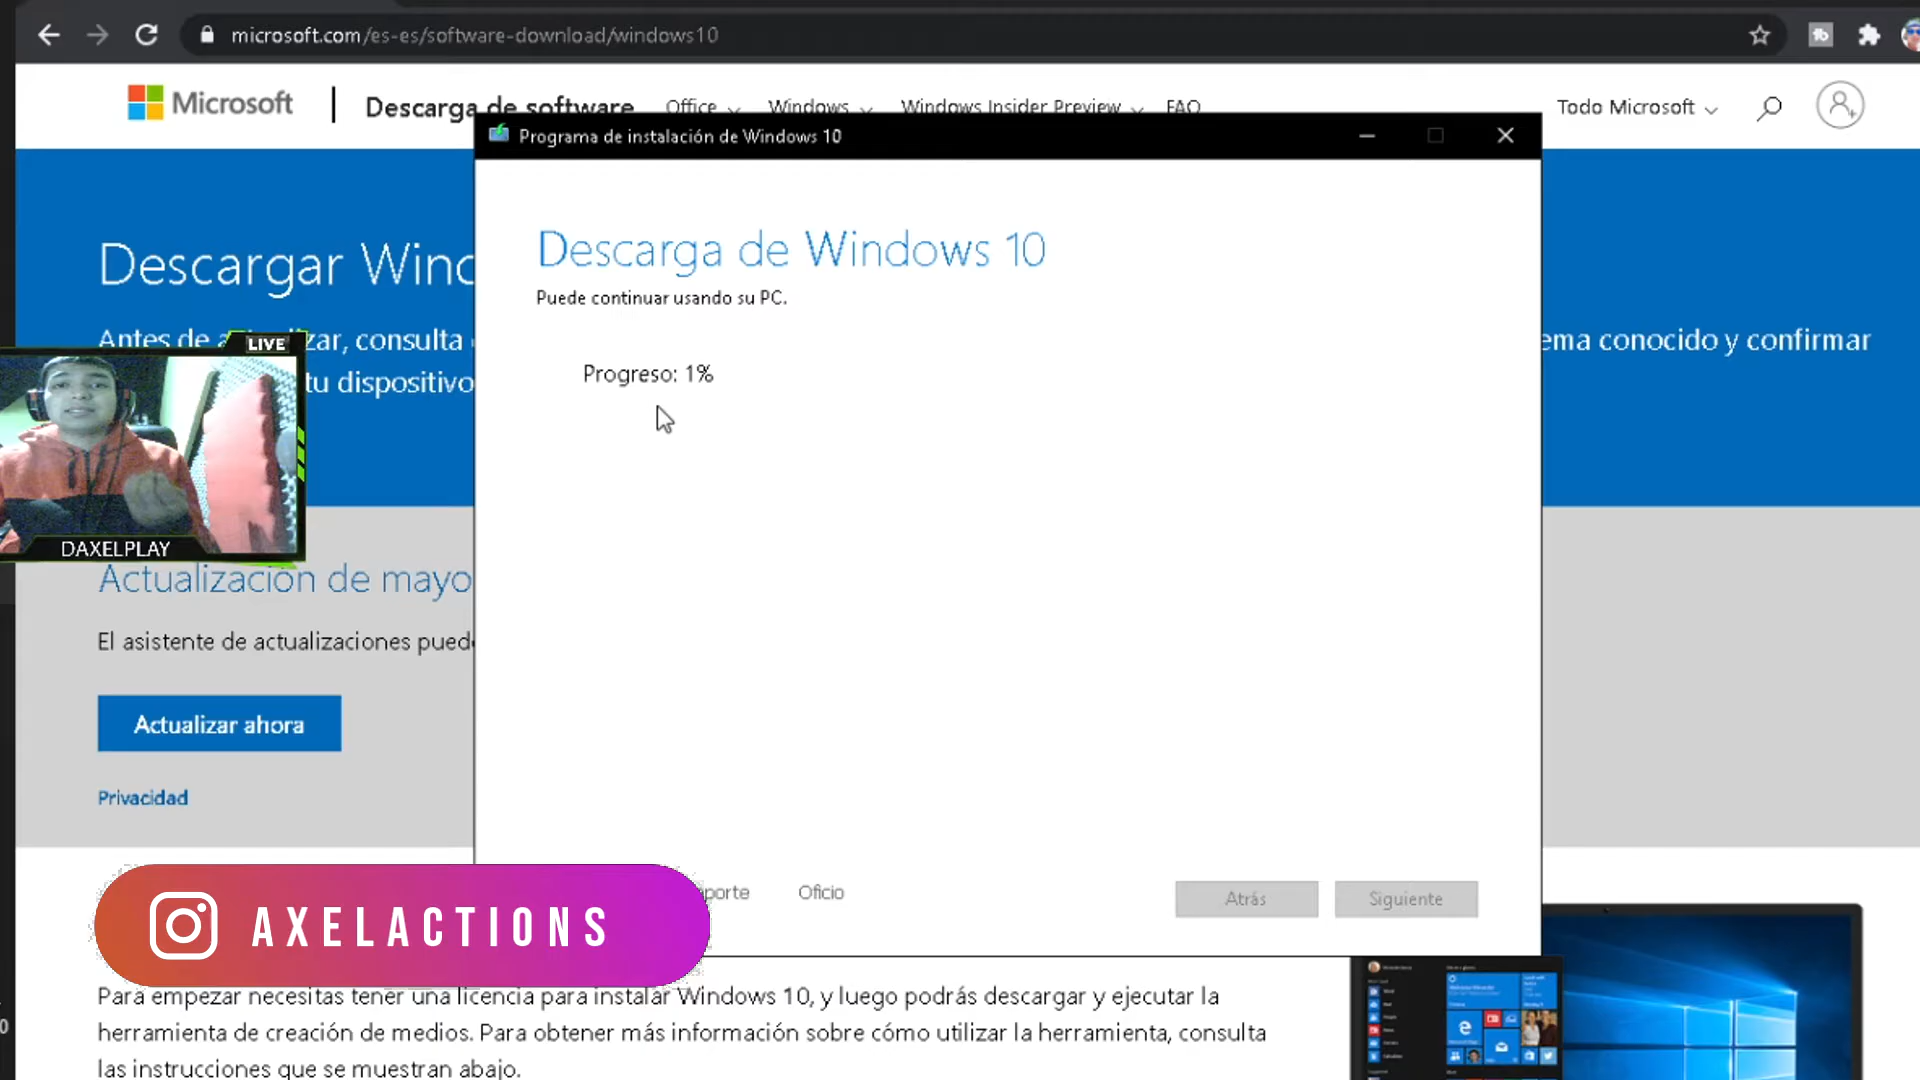 microsoft.com/es-es/software-download/windows10
Microsoft
Descarga de software
Office
Windows
Windows Insider Preview
FAQ
Todo Microsoft
Programa de instalación de Windows 10
Descargar Wind
Antes de a
zar, consulta
ema conocido y confirmar
tu dispositivo
Descarga de Windows 10
Puede continuar usando su PC.
Progreso: 1%
LIVE
DAXELPLAY
Actualización de mayo
El asistente de actualizaciones puede
Actualizar ahora
Privacidad
porte
Oficio
Atrás
Siguiente
AXELACTIONS
Para empezar necesitas tener una licencia para instalar Windows 10, y luego podrás descargar y ejecutar la
herramienta de creación de medios. Para obtener más información sobre cómo utilizar la herramienta, consulta
las instrucciones que se muestran abajo.